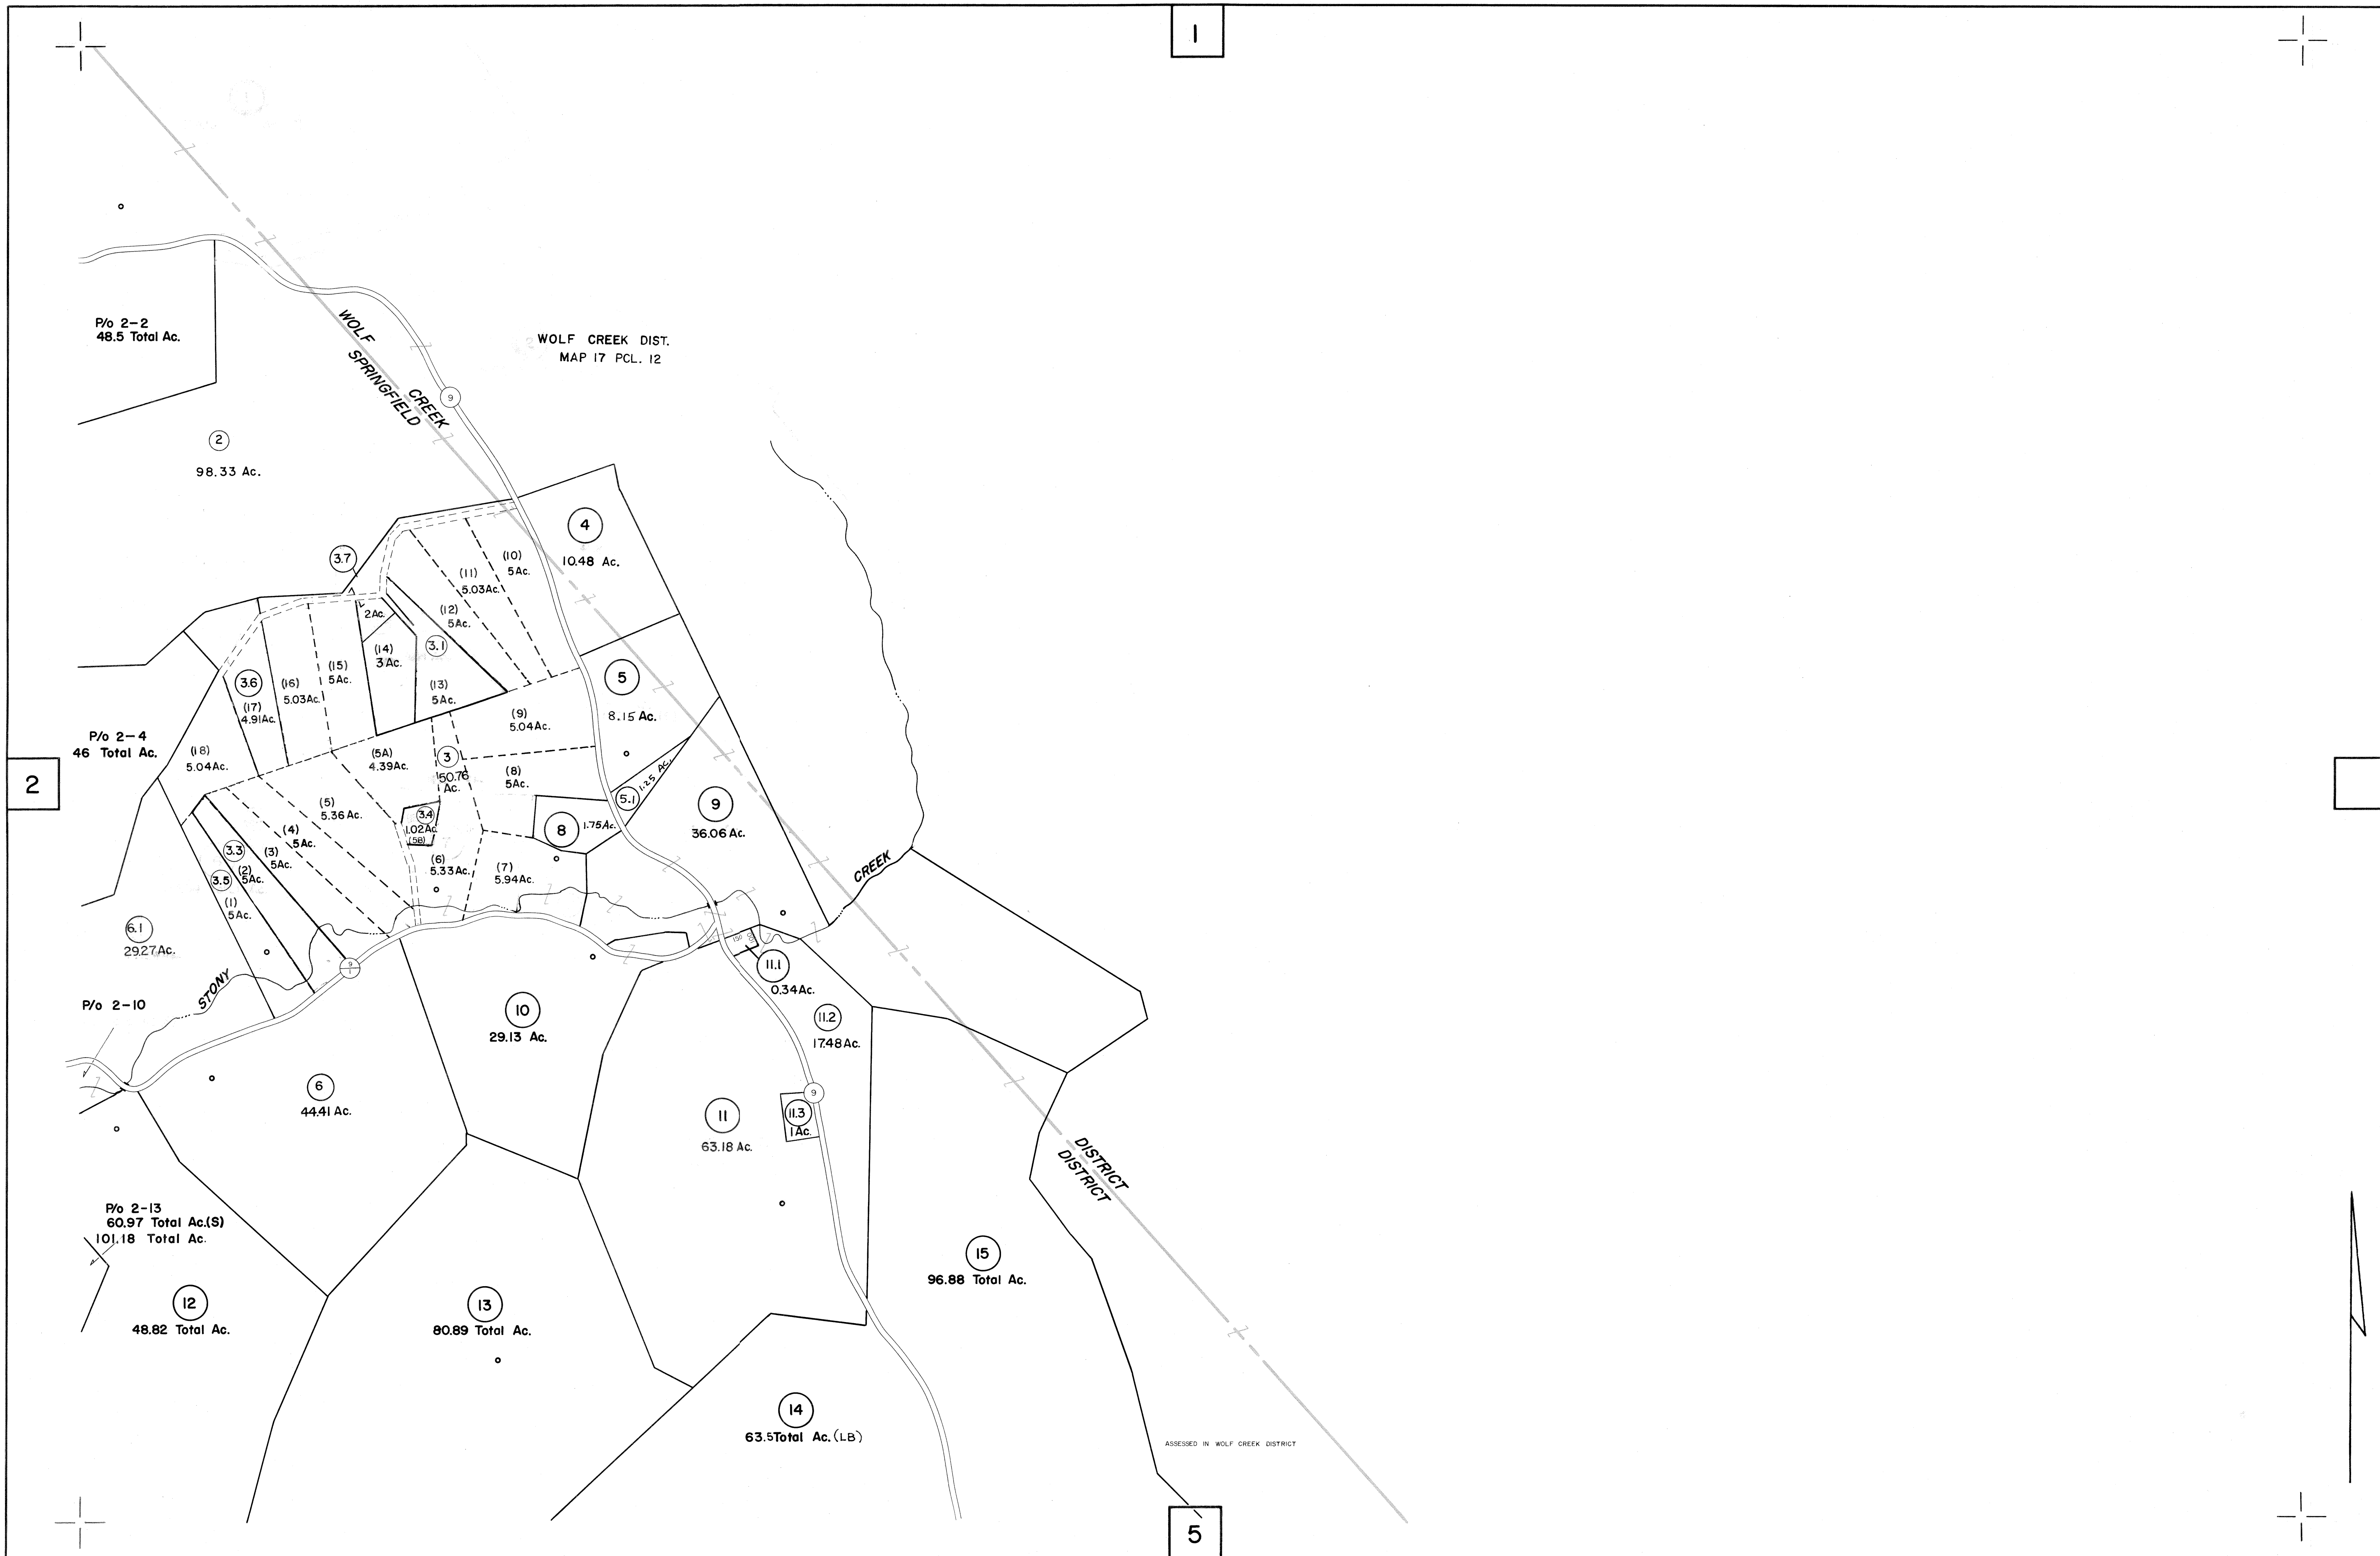 1
P/o 2-2
48.5 Total Ac.
WOLF CREEK
SPRINGFIELD
WOLF CREEK DIST.
MAP 17 PCL. 12
9
2
98.33 Ac.
4
10.48 Ac.
3.7
(10)
5Ac.
(11)
5.03Ac.
(12)
5Ac.
2Ac.
3.1
(14)
3Ac.
(13)
5Ac.
(15)
5Ac.
(16)
5.03Ac.
3.6
(17)
4.91Ac.
(18)
5.04Ac.
5
8.15 Ac.
(9)
5.04Ac.
P/o 2-4
46 Total Ac.
2
(5A)
4.39Ac.
3
50.76
Ac.
(8)
5Ac.
5.1
1.25 Ac.
9
36.06 Ac.
(5)
5.36Ac.
3.4
1.02Ac.
(5B)
8
1.75Ac.
(4)
5Ac.
(3)
5Ac.
3.3
(2)
5Ac.
3.5
(1)
5Ac.
(6)
5.33Ac.
(7)
5.94Ac.
CREEK
6.1
29.27Ac.
STONY
9
1
150
100
11.1
0.34Ac.
P/o 2-10
10
29.13 Ac.
11.2
17.48Ac.
6
44.41 Ac.
9
11
63.18 Ac.
11.3
1Ac.
DISTRICT
DISTRICT
P/o 2-13
60.97 Total Ac.(S)
101.18 Total Ac.
12
48.82 Total Ac.
13
80.89 Total Ac.
15
96.88 Total Ac.
14
63.5Total Ac.(LB)
ASSESSED IN WOLF CREEK DISTRICT
5